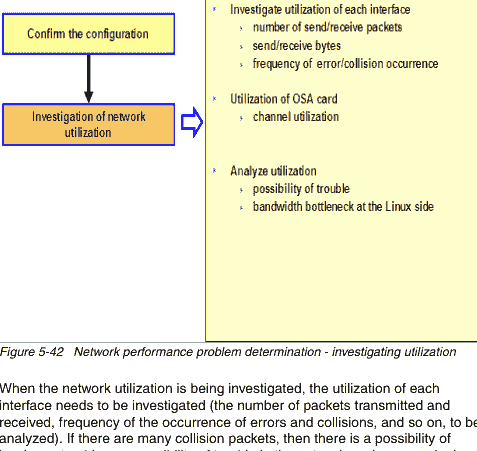 Confirm the configuration
Investigation of network
utilization
Investigate utilization of each interface
number of send/receive packets
send/receive bytes
frequency of error/collision occurrence
Utilization of OSA card
channel utilization
Analyze utilization
possibility of trouble
bandwidth bottleneck at the Linux side
Figure 5-42 Network performance problem determination - investigating utilization
When the network utilization is being investigated, the utilization of each
interface needs to be investigated (the number of packets transmitted and
received, frequency of the occurrence of errors and collisions, and so on, to be
analyzed). If there are many collision packets, then there is a possibility of